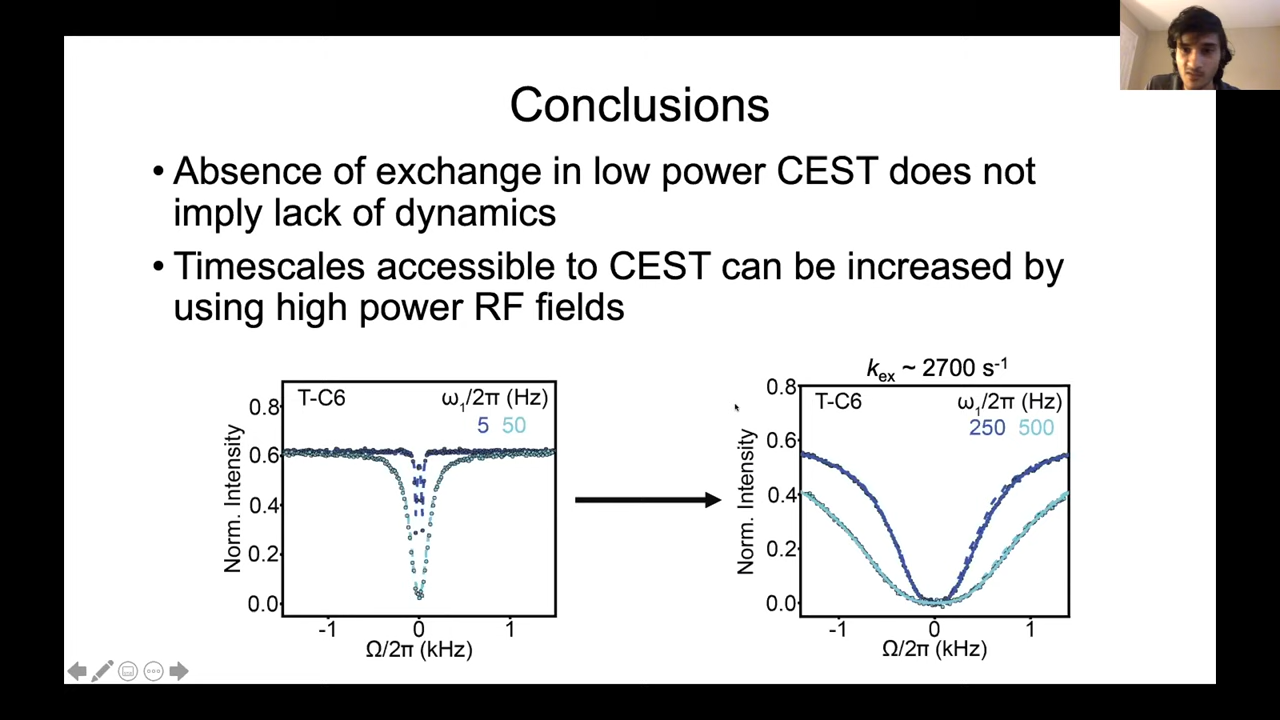 Conclusions
• Absence of exchange in low power CEST does not
imply lack of dynamics
• Timescales accessible to CEST can be increased by
using high power RF fields
T-C6
ω1/2π (Hz)
5 50
0.8
0.6
0.4
0.2
0.0
Norm. Intensity
-1 0 1
Ω/2π (kHz)
kex ~ 2700 s-1
T-C6
ω1/2π (Hz)
250 500
0.8
0.6
0.4
0.2
0.0
Norm. Intensity
-1 0 1
Ω/2π (kHz)